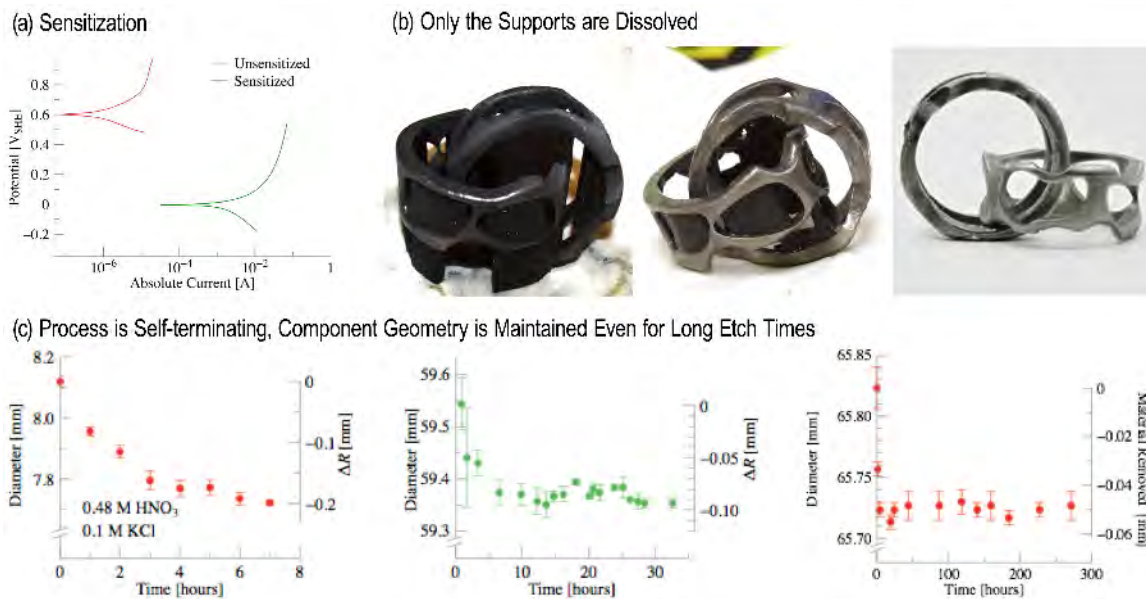 (a) Sensitization
(b) Only the Supports are Dissolved
Unsensitized
Sensitized
Potential [V_SHE]
0.8
0.6
0.4
0.2
0
−0.2
10⁻⁶
10⁻⁴
10⁻²
1
Absolute Current [A]
(c) Process is Self-terminating, Component Geometry is Maintained Even for Long Etch Times
Diameter [mm]
8.2
8.0
7.8
0.48 M HNO₃
0.1 M KCl
0
−0.1
−0.2
ΔR [mm]
0 2 4 6 8
Time [hours]
Diameter [mm]
59.6
59.5
59.4
59.3
0
−0.05
−0.10
ΔR [mm]
0 10 20 30
Time [hours]
Diameter [mm]
65.85
65.80
65.75
65.70
0
−0.02
−0.04
−0.06
Material Removed [mm]
0 100 200 300
Time [hours]